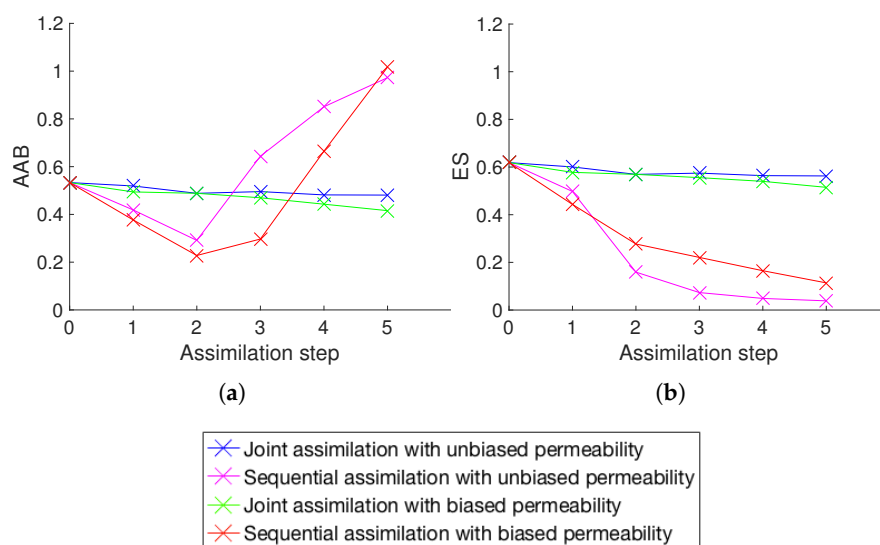 AAB
1.2
1
0.8
0.6
0.4
0.2
0
0 1 2 3 4 5
Assimilation step
(a)
ES
1.2
1
0.8
0.6
0.4
0.2
0
0 1 2 3 4 5
Assimilation step
(b)
Joint assimilation with unbiased permeability
Sequential assimilation with unbiased permeability
Joint assimilation with biased permeability
Sequential assimilation with biased permeability